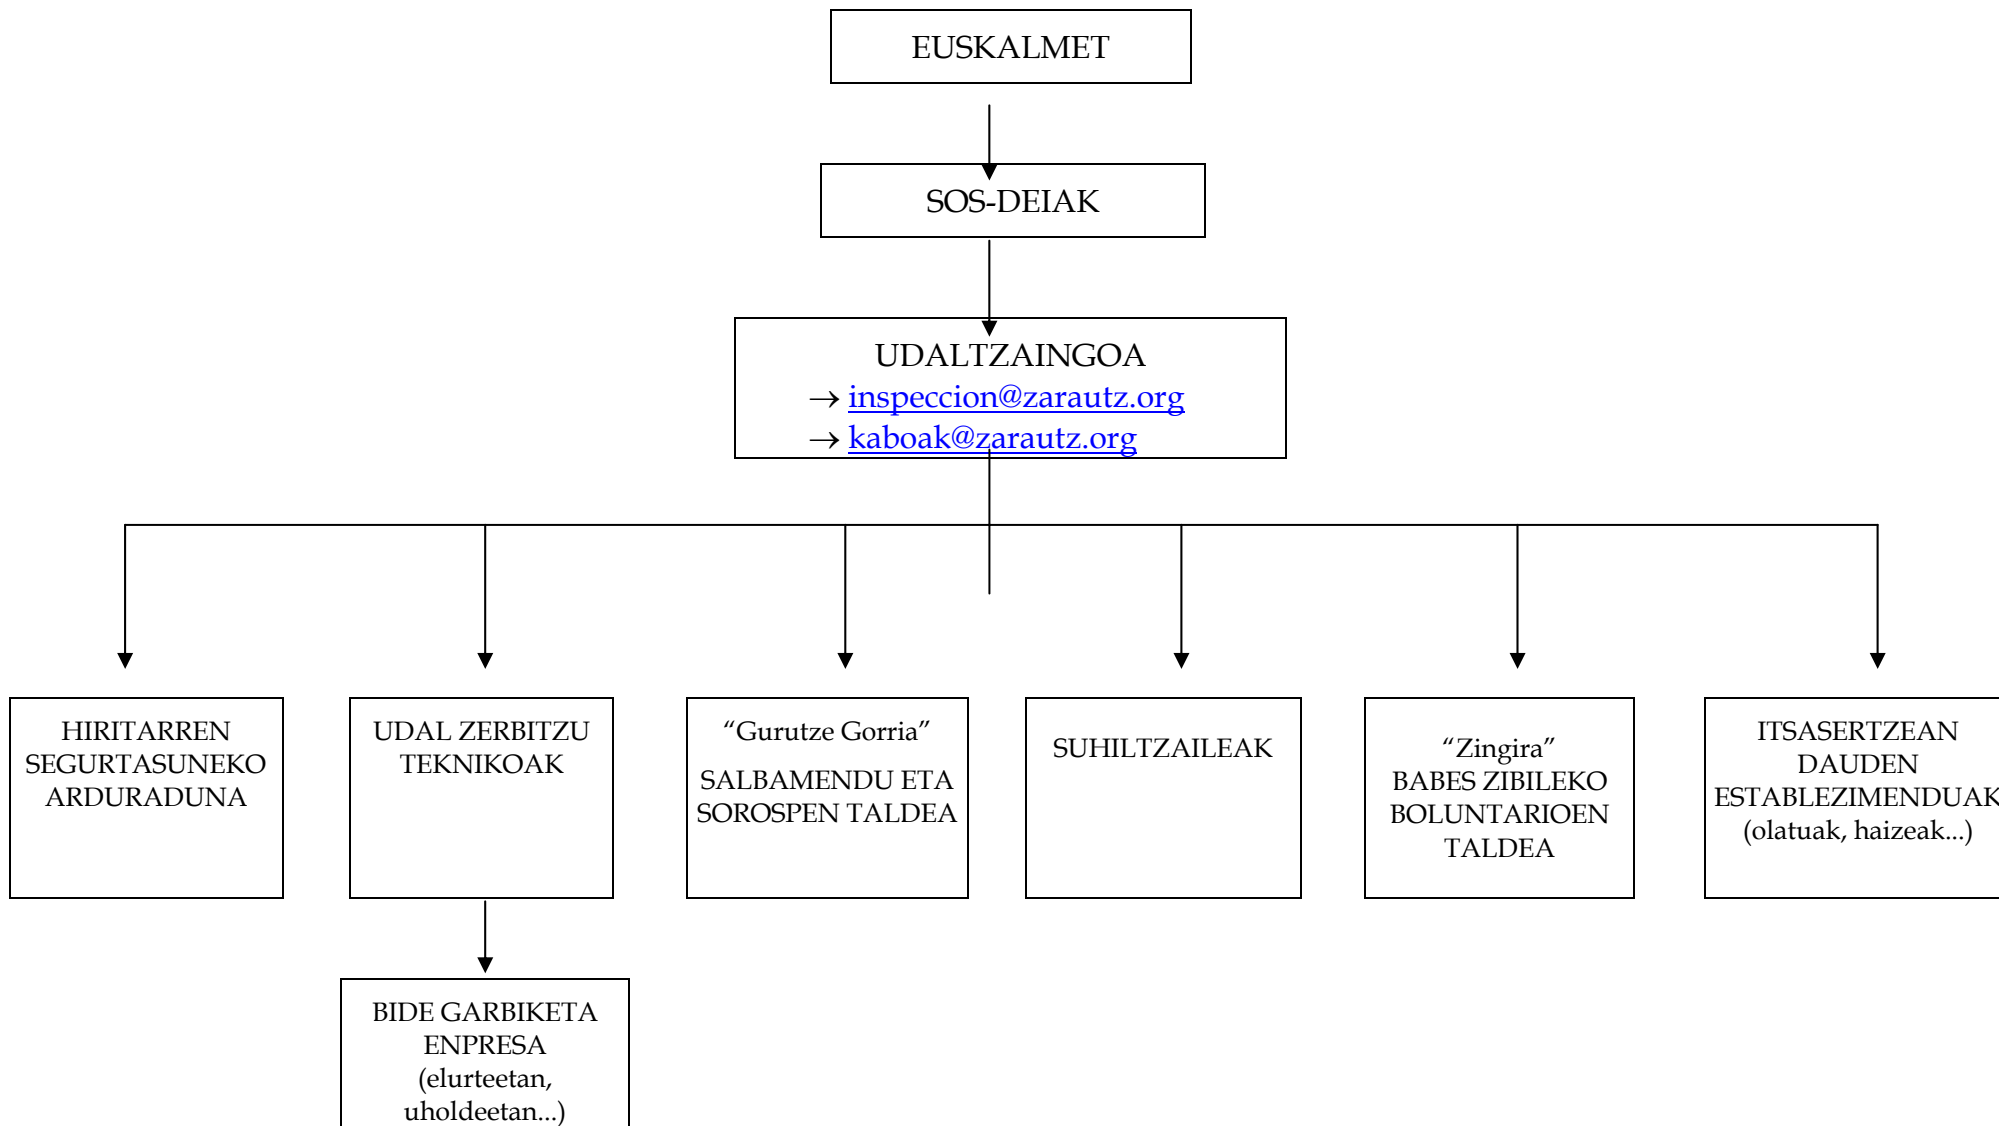 EUSKALMET
SOS-DEIAK
UDALTZAINGOA
→ inspeccion@zarautz.org
→ kaboak@zarautz.org
HIRITARREN
SEGURTASUNEKO
ARDURADUNA
UDAL ZERBITZU
TEKNIKOAK
“Gurutze Gorria”
SALBAMENDU ETA
SOROSPEN TALDEA
SUHILTZAILEAK
“Zingira”
BABES ZIBILEKO
BOLUNTARIOEN
TALDEA
ITSASERTZEAN
DAUDEN
ESTABLEZIMENDUAK
(olatuak, haizeak...)
BIDE GARBIKETA
ENPRESA
(elurteetan,
uholdeetan...)